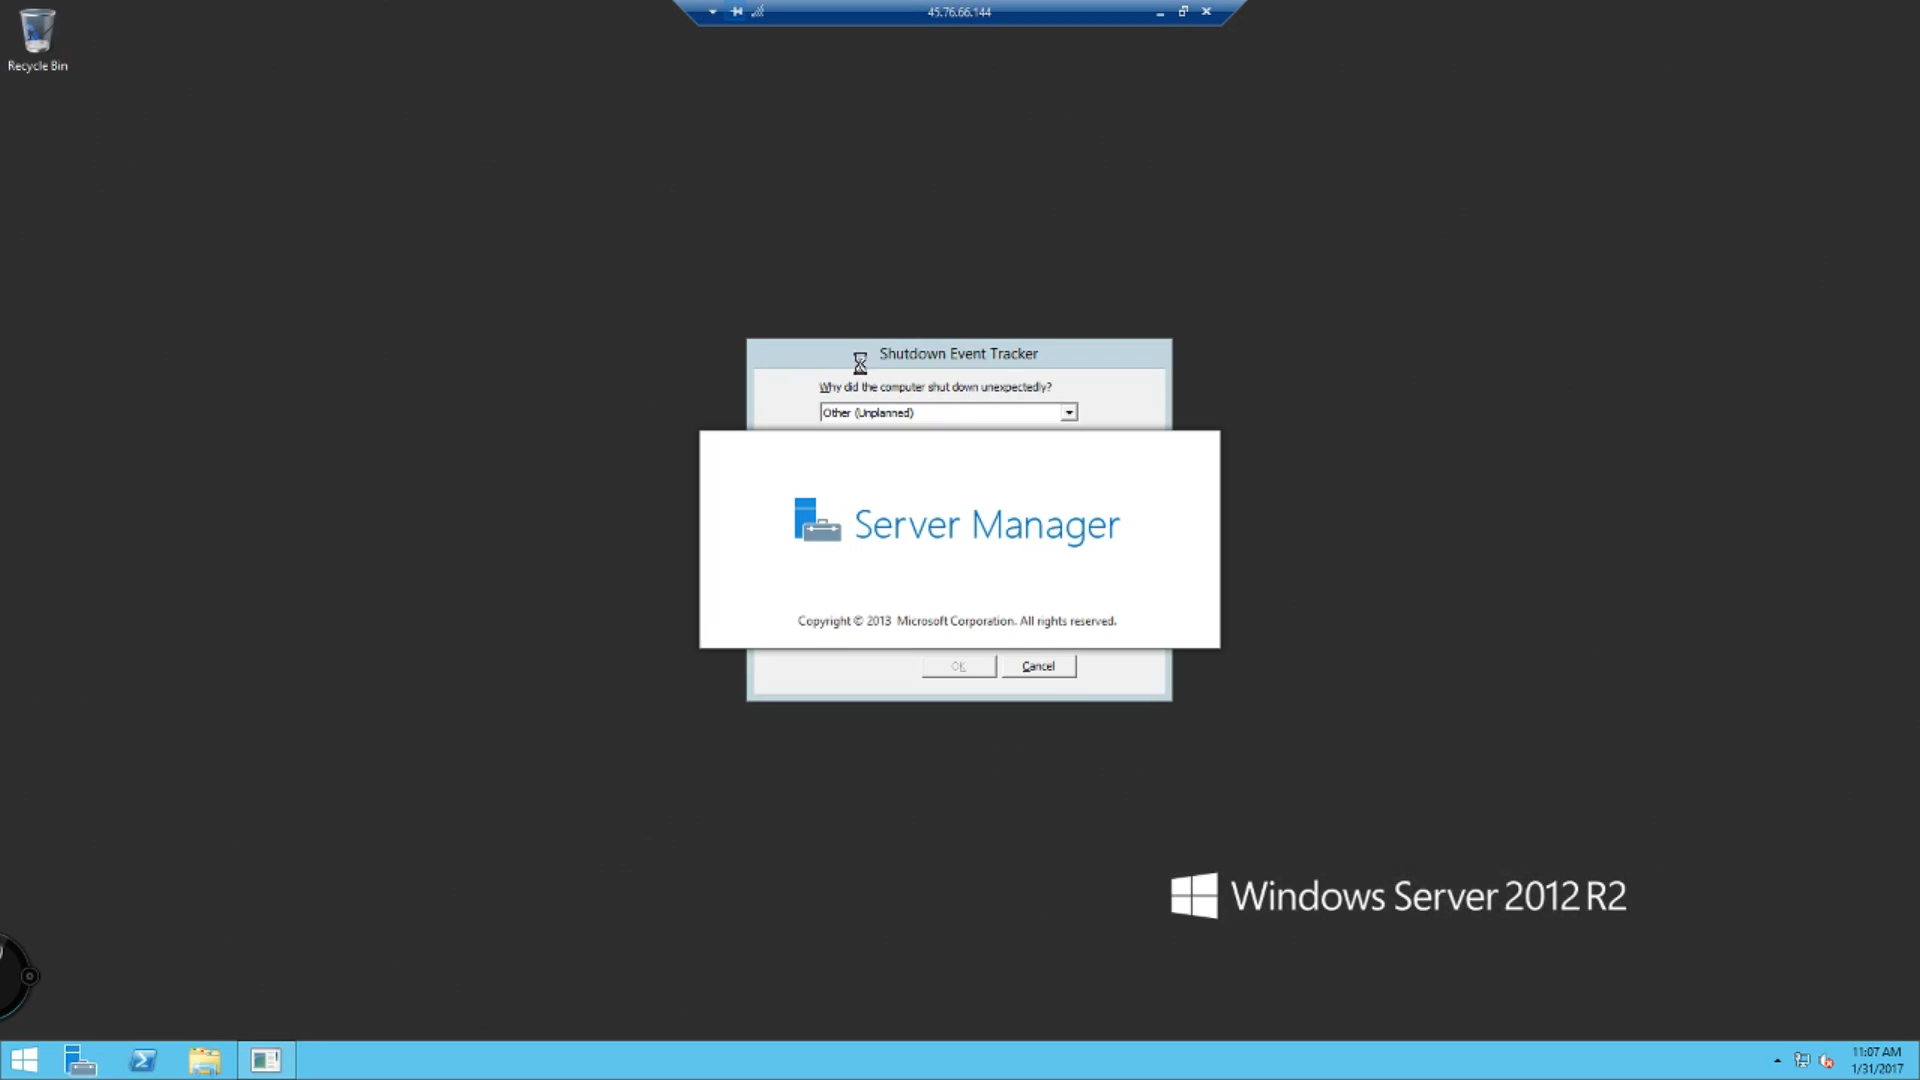 45.76.66.144
Recycle Bin
Shutdown Event Tracker
Why did the computer shut down unexpectedly?
Other (Unplanned)
Server Manager
Copyright © 2013 Microsoft Corporation. All rights reserved.
OK
Cancel
Windows Server 2012 R2
11:07 AM
1/31/2017